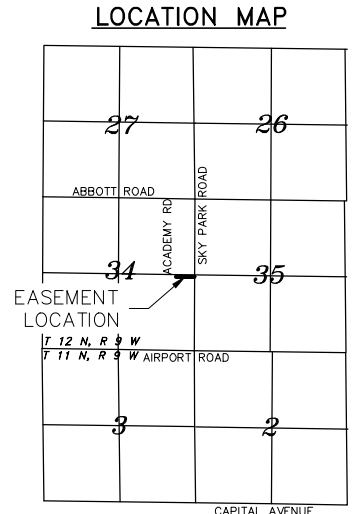 LOCATION MAP
27
26
ABBOTT ROAD
ACADEMY RD
SKY PARK ROAD
34
35
EASEMENT
LOCATION
T 12 N, R 9 W
T 11 N, R 9 W
AIRPORT ROAD
3
2
CAPITAL AVENUE